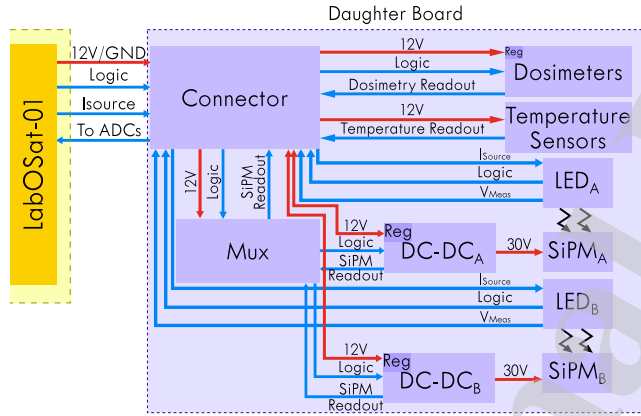 Daughter Board
12V/GND
Logic
Isource
To ADCs
LabOSat-01
Connector
12V
Logic
Dosimetry Readout
Reg
Dosimeters
12V
Temperature Readout
Temperature
Sensors
12V
Logic
SiPM
Readout
ISource
Logic
VMeas
LEDA
Mux
12V
Logic
SiPM
Readout
Reg
DC-DCA
30V
SiPMA
ISource
Logic
VMeas
LEDB
12V
Logic
SiPM
Readout
Reg
DC-DCB
30V
SiPMB